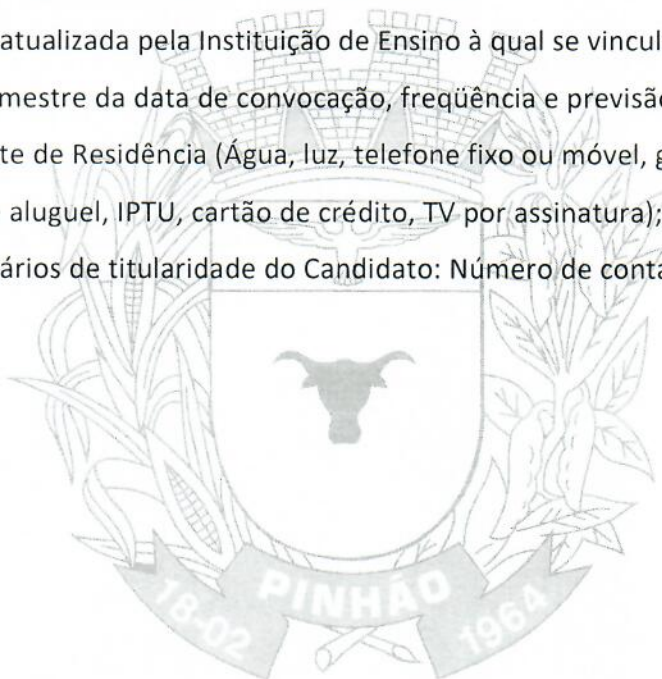 atualizada pela Instituição de Ensino à qual se vincul
mestre da data de convocação, freqüência e previsão
te de Residência (Água, luz, telefone fixo ou móvel, g
aluguel, IPTU, cartão de crédito, TV por assinatura);
ários de titularidade do Candidato: Número de conta
18-02 PINHÃO 1964